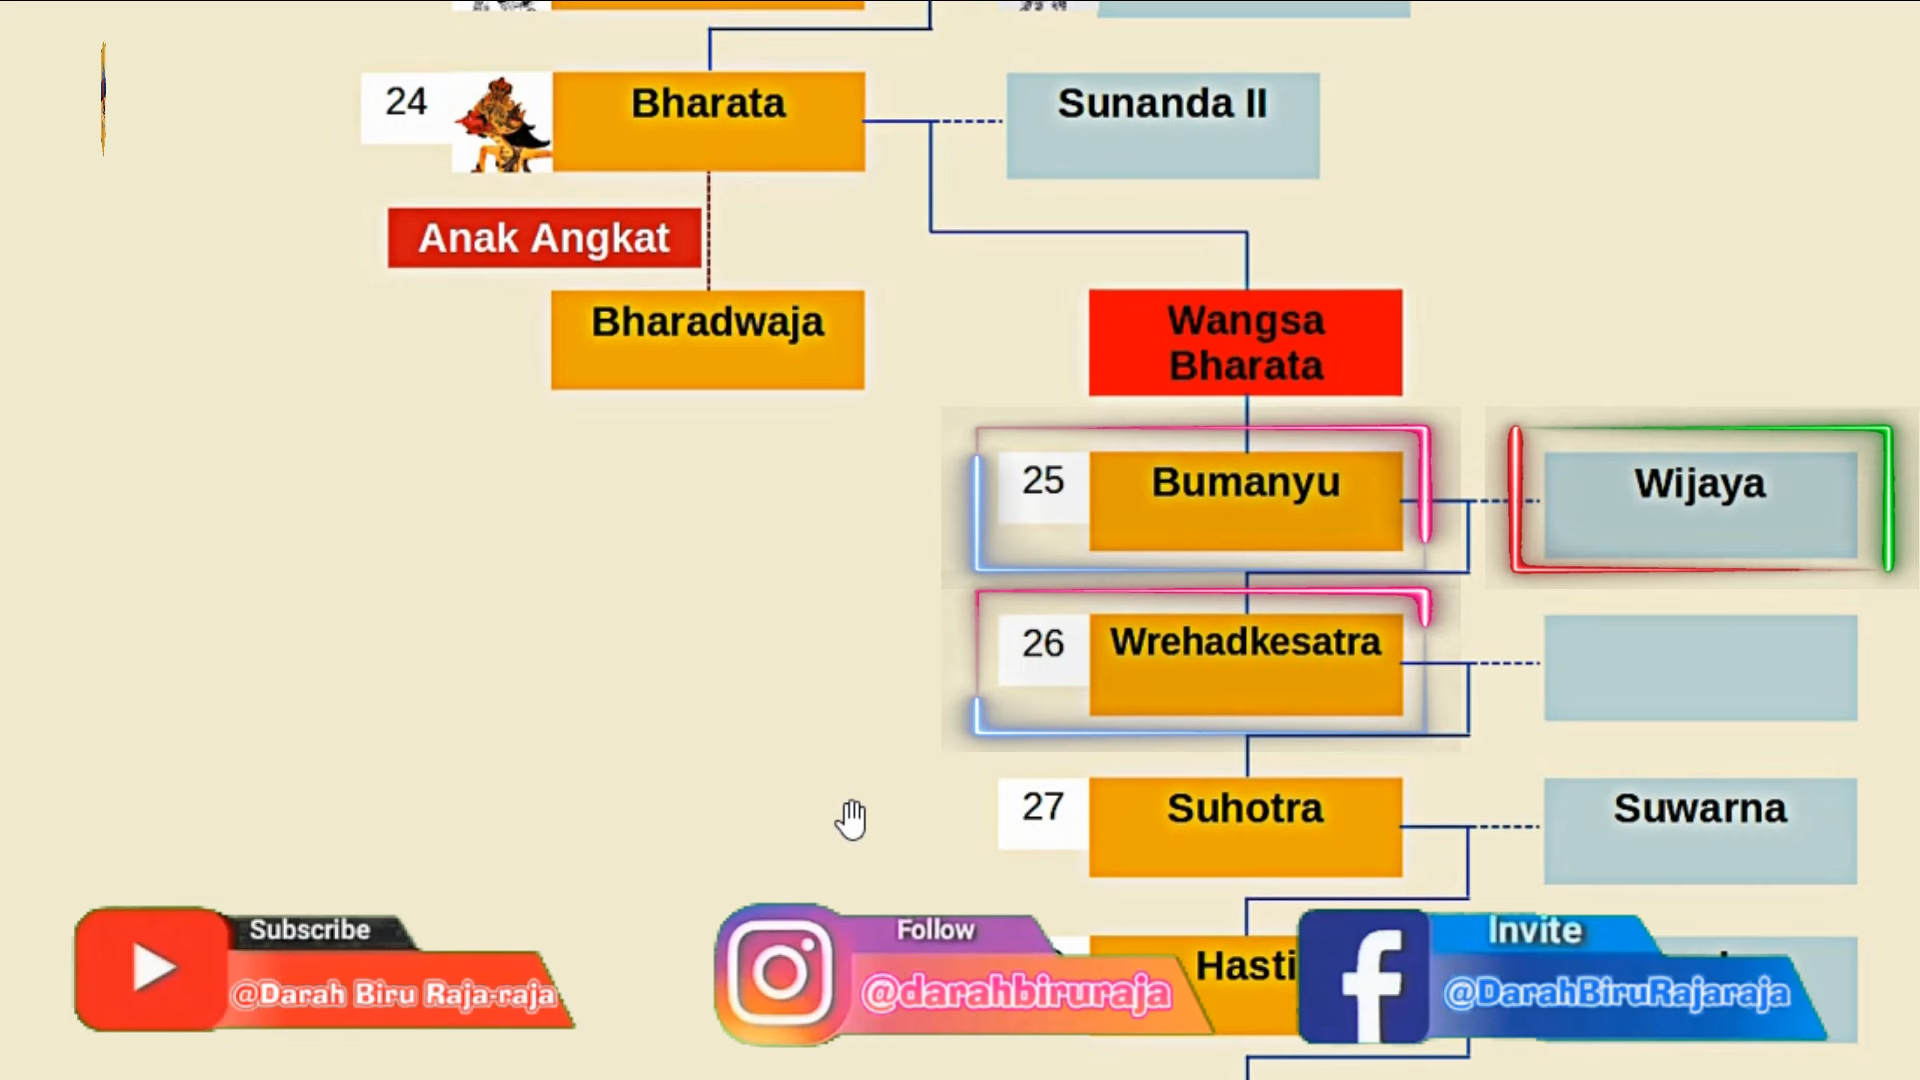 24
Bharata
Sunanda II
Anak Angkat
Bharadwaja
Wangsa
Bharata
25
Bumanyu
Wijaya
26
Wrehadkesatra
27
Suhotra
Suwarna
Hasti
Subscribe
@Darah Biru Raja-raja
Follow
@darahbiruraja
Invite
@DarahBiruRajaraja